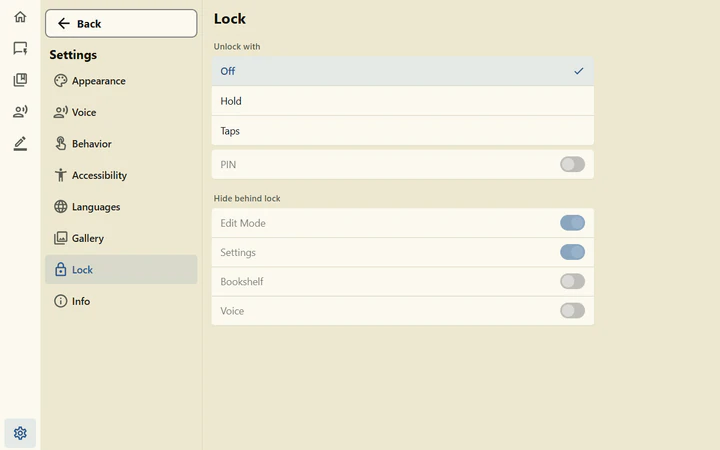 Back
Settings
Appearance
Voice
Behavior
Accessibility
Languages
Gallery
Lock
Info
Lock
Unlock with
Off
Hold
Taps
PIN
Hide behind lock
Edit Mode
Settings
Bookshelf
Voice